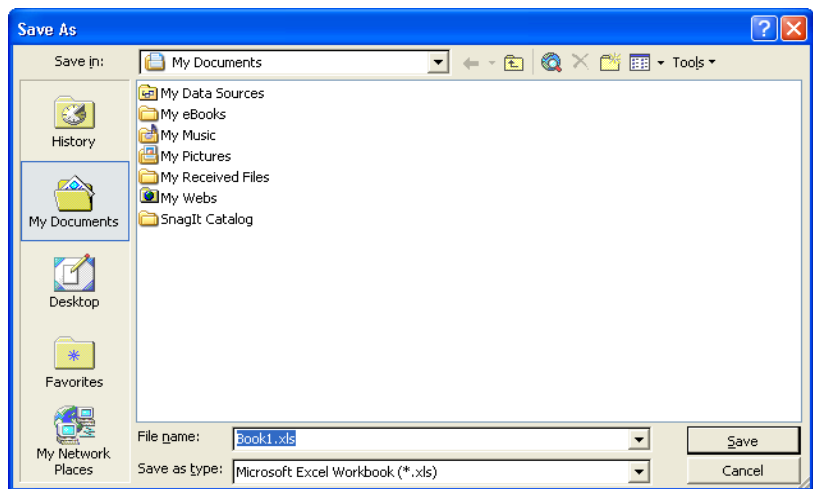 Save As
Save in:
My Documents
Tools
History
My Documents
Desktop
Favorites
My Network
Places
My Data Sources
My eBooks
My Music
My Pictures
My Received Files
My Webs
SnagIt Catalog
File name:
Book1.xls
Save
Save as type:
Microsoft Excel Workbook (*.xls)
Cancel